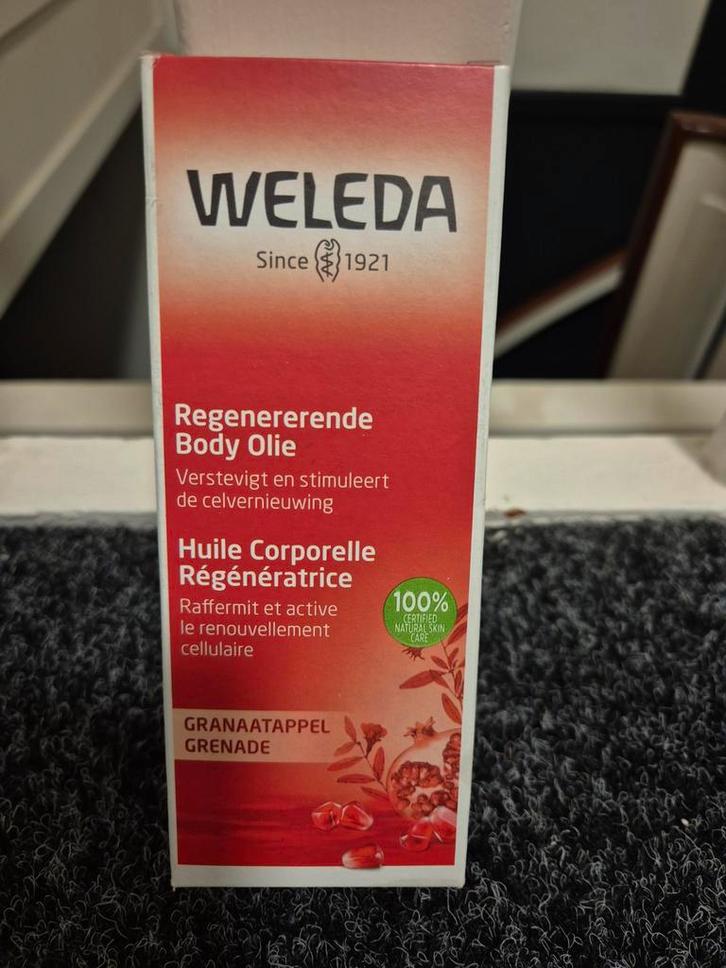 WELEDA
Since 1921
Regenererende
Body Olie
Verstevigt en stimuleert
de celvernieuwing
Huile Corporelle
Régénératrice
Raffermit et active
le renouvellement
cellulaire
100%
CERTIFIED
NATURAL SKIN
CARE
GRANAATAPPEL
GRENADE